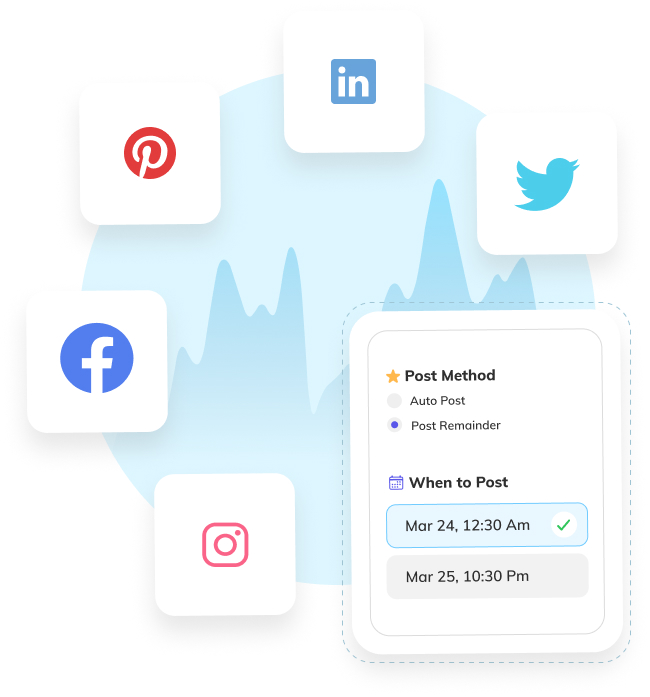 in
Post Method
Auto Post
Post Remainder
When to Post
Mar 24, 12:30 Am
Mar 25, 10:30 Pm